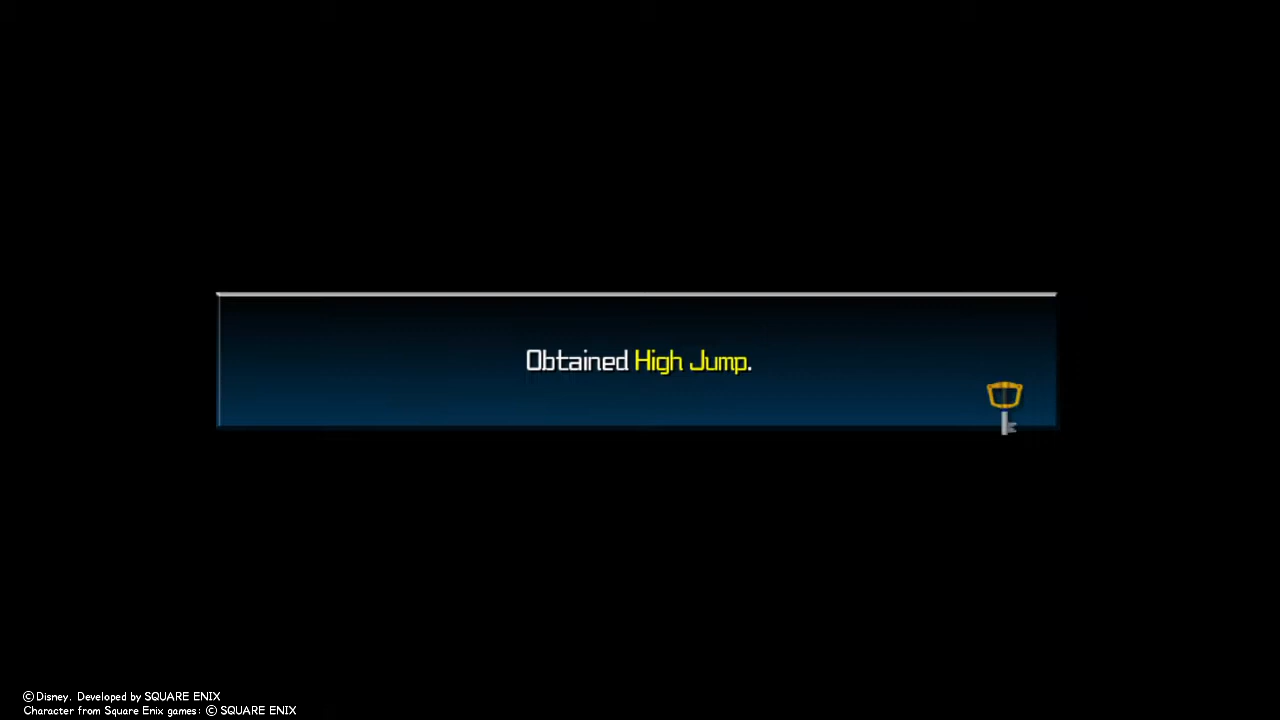 Obtained High Jump.
©Disney. Developed by SQUARE ENIX
Character from Square Enix games: © SQUARE ENIX